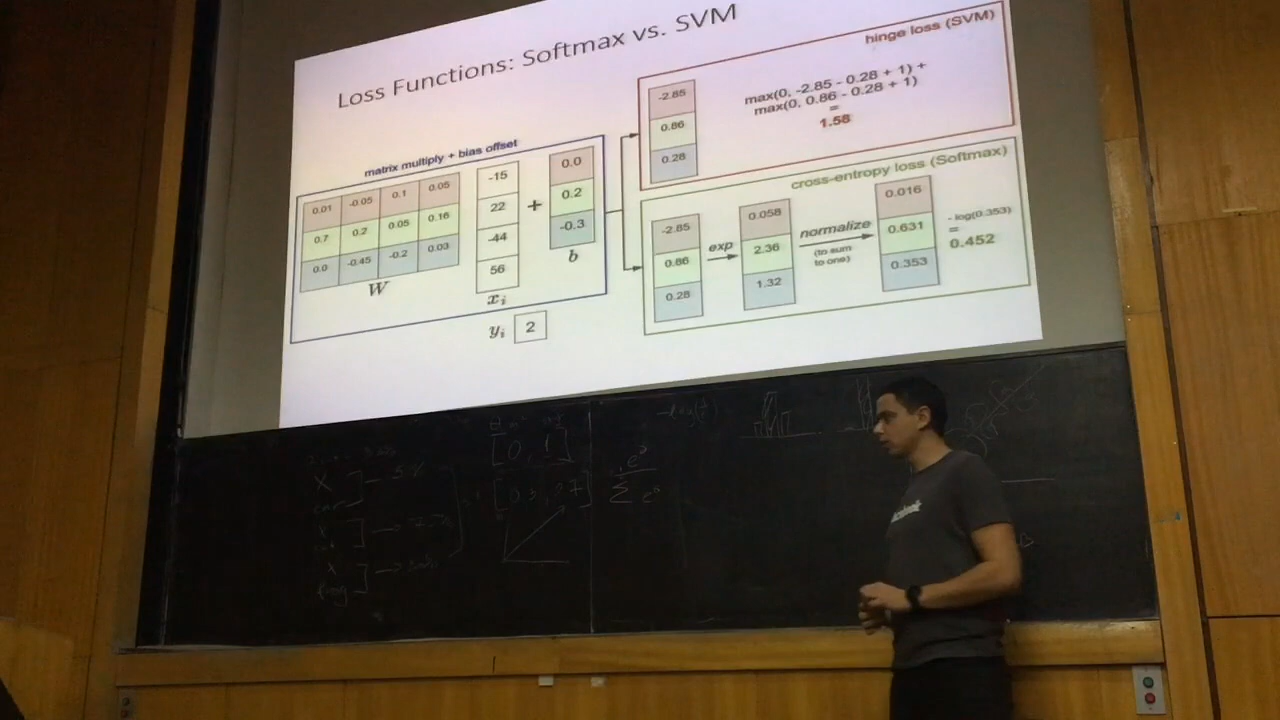 Loss Functions: Softmax vs. SVM
hinge loss (SVM)
matrix multiply + bias offset
0.01 -0.05 0.1 0.05
0.7 0.2 0.05 0.16
0.0 -0.45 -0.2 0.03
W
-15
22
-44
56
xi
+
0.0
0.2
-0.3
b
yi 2
-2.85
0.86
0.28
max(0, -2.85 - 0.28 + 1) +
max(0, 0.86 - 0.28 + 1)
=
1.58
cross-entropy loss (Softmax)
-2.85
0.86
0.28
exp
0.058
2.36
1.32
normalize
(to sum
to one)
0.016
0.631
0.353
- log(0.353)
=
0.452